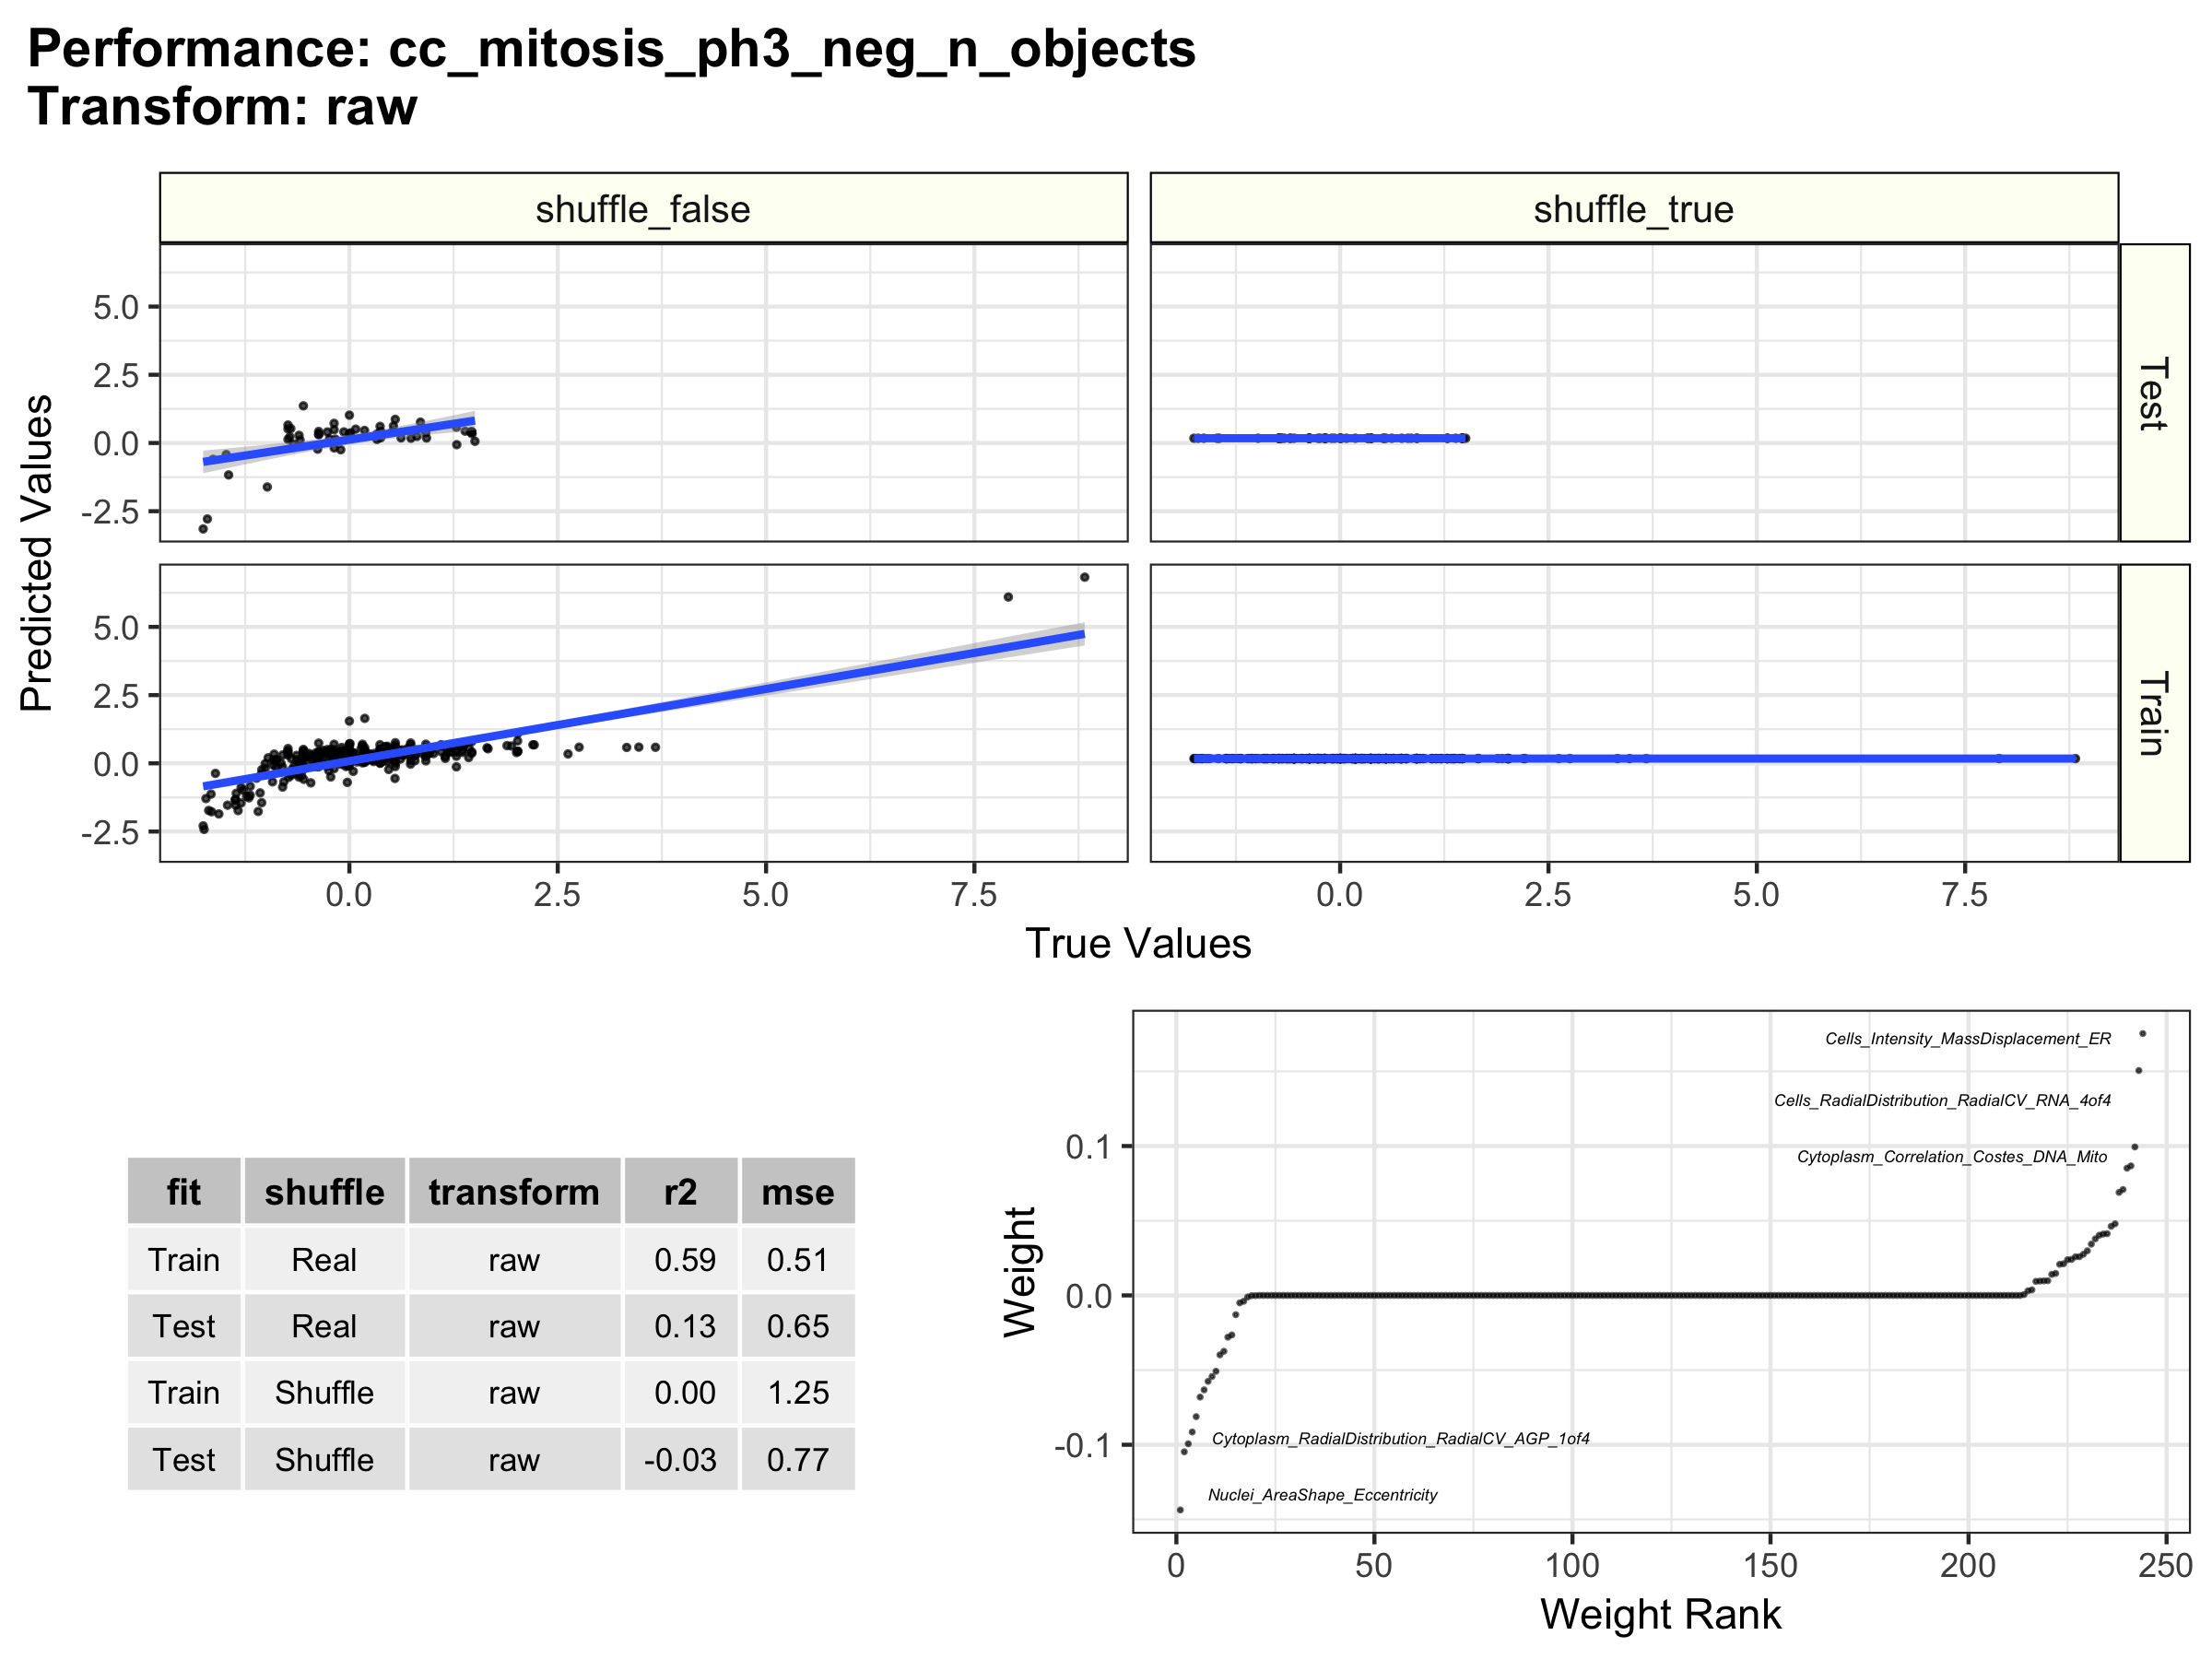 Performance: cc_mitosis_ph3_neg_n_objects
Transform: raw
shuffle_false
shuffle_true
5.0
2.5
0.0
-2.5
Test
5.0
2.5
0.0
-2.5
Train
Predicted Values
0.0 2.5 5.0 7.5
0.0 2.5 5.0 7.5
True Values
fit shuffle transform r2 mse
Train Real raw 0.59 0.51
Test Real raw 0.13 0.65
Train Shuffle raw 0.00 1.25
Test Shuffle raw -0.03 0.77
Cells_Intensity_MassDisplacement_ER
Cells_RadialDistribution_RadialCV_RNA_4of4
Cytoplasm_Correlation_Costes_DNA_Mito
Cytoplasm_RadialDistribution_RadialCV_AGP_1of4
Nuclei_AreaShape_Eccentricity
0.1
0.0
-0.1
Weight
0 50 100 150 200 250
Weight Rank